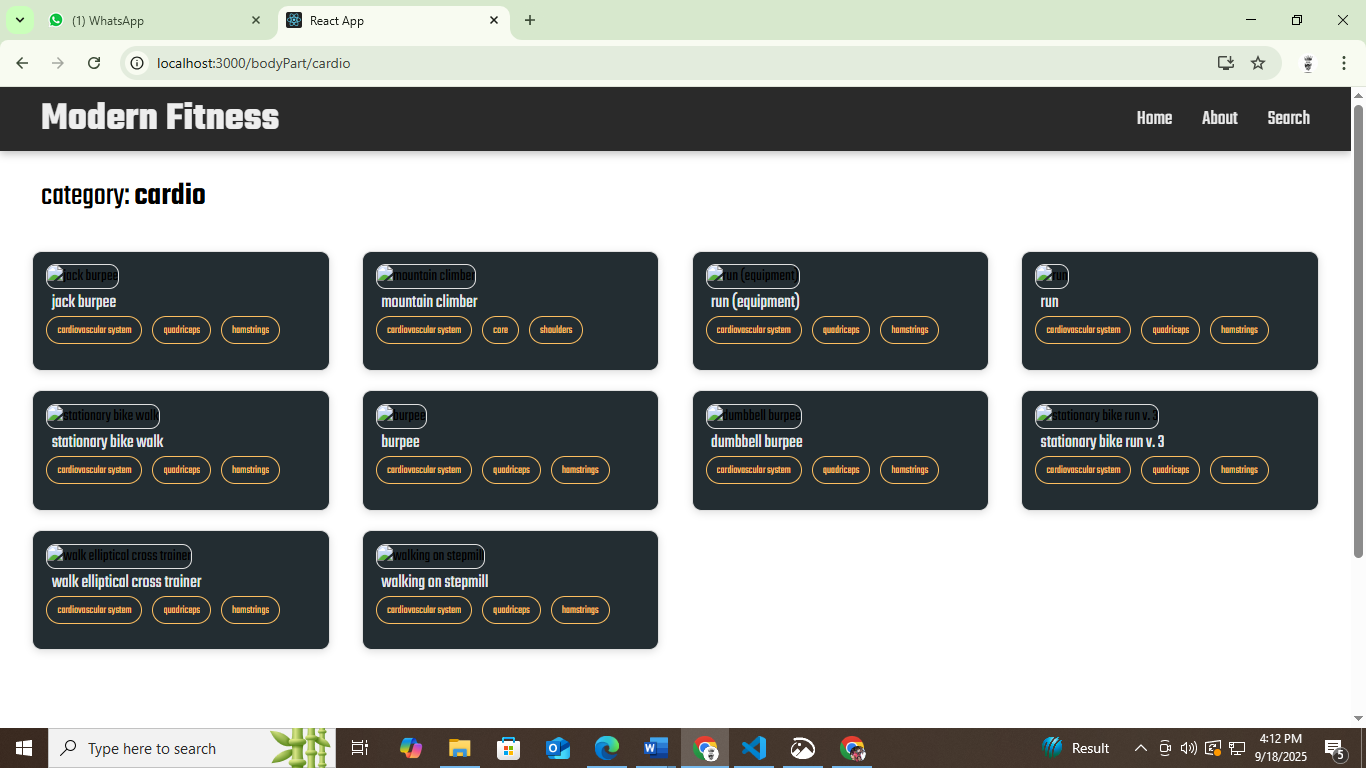 (1) WhatsApp
React App
localhost:3000/bodyPart/cardio
Modern Fitness
Home About Search
category: cardio
jack burpee mountain climber run (equipment) run
jack burpee mountain climber run (equipment) run
cardiovascular system quadriceps hamstrings cardiovascular system core shoulders cardiovascular system quadriceps hamstrings cardiovascular system quadriceps hamstrings
stationary bike walk burpee dumbbell burpee stationary bike run v. 3
stationary bike walk burpee dumbbell burpee stationary bike run v. 3
cardiovascular system quadriceps hamstrings cardiovascular system quadriceps hamstrings cardiovascular system quadriceps hamstrings cardiovascular system quadriceps hamstrings
walk elliptical cross trainer walking on stepmill
walk elliptical cross trainer walking on stepmill
cardiovascular system quadriceps hamstrings cardiovascular system quadriceps hamstrings
Type here to search
Result
4:12 PM
9/18/2025
5